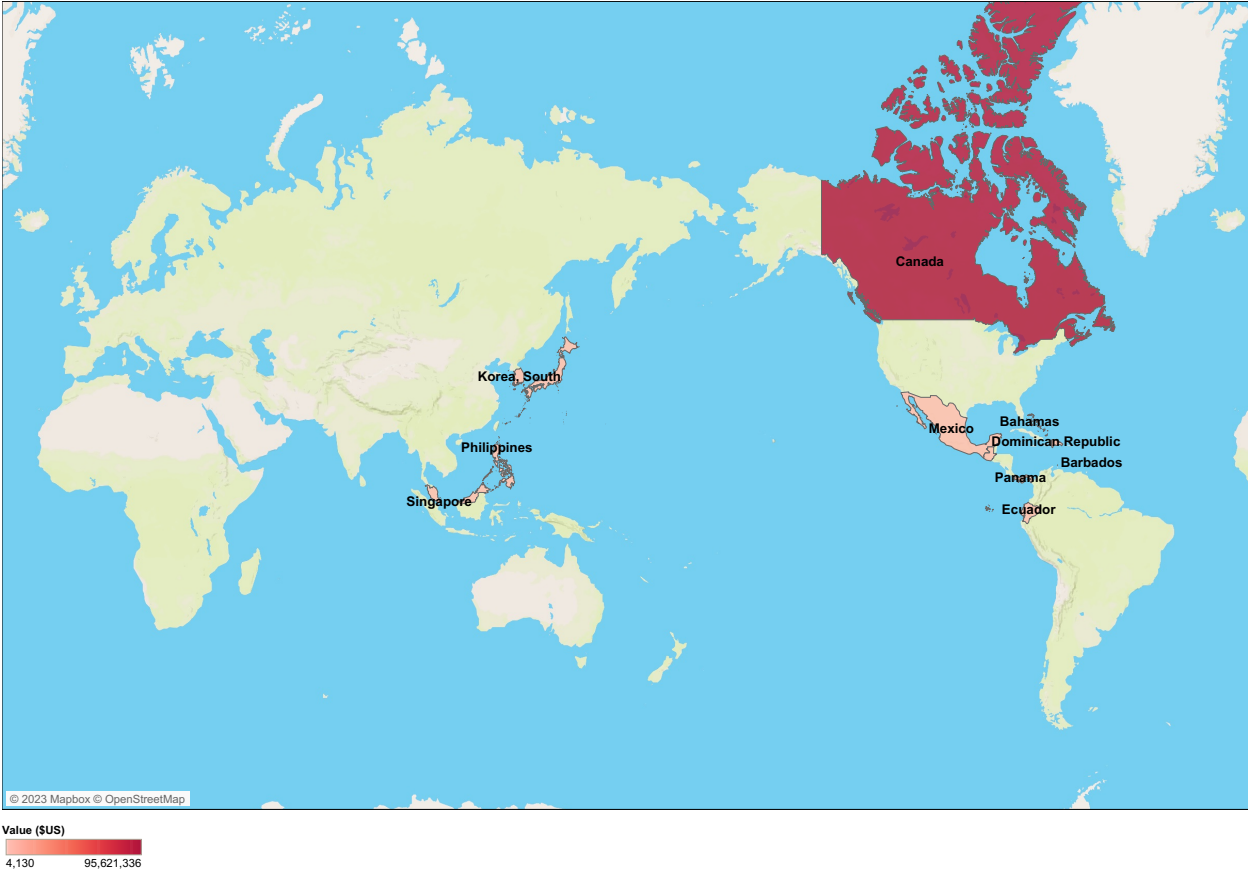 Canada
Korea, South
Bahamas
Mexico
Dominican Republic
Philippines
Barbados
Panama
Singapore
Ecuador
© 2023 Mapbox © OpenStreetMap
Value ($US)
4,130 95,621,336